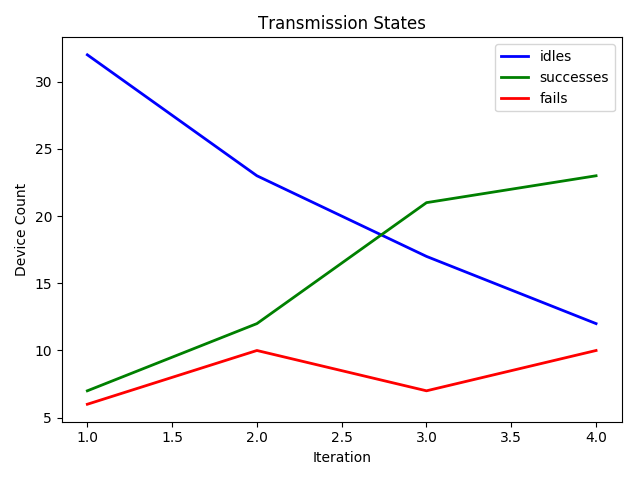 Transmission States
idles
successes
fails
30
25
20
15
10
5
Device Count
1.0 1.5 2.0 2.5 3.0 3.5 4.0
Iteration